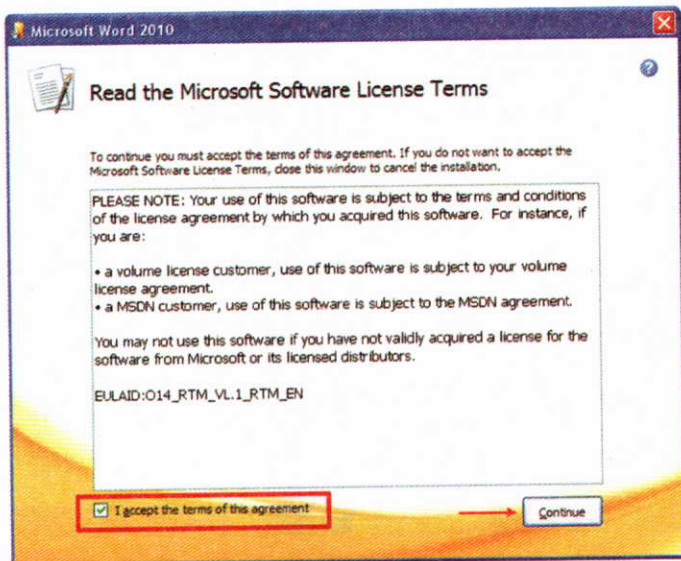 Microsoft Word 2010
Read the Microsoft Software License Terms
To continue you must accept the terms of this agreement. If you do not want to accept the
Microsoft Software License Terms, close this window to cancel the installation.
PLEASE NOTE: Your use of this software is subject to the terms and conditions
of the license agreement by which you acquired this software. For instance, if
you are:
• a volume license customer, use of this software is subject to your volume
license agreement.
• a MSDN customer, use of this software is subject to the MSDN agreement.
You may not use this software if you have not validly acquired a license for the
software from Microsoft or its licensed distributors.
EULAID:O14_RTM_VL.1_RTM_EN
I accept the terms of this agreement
Continue